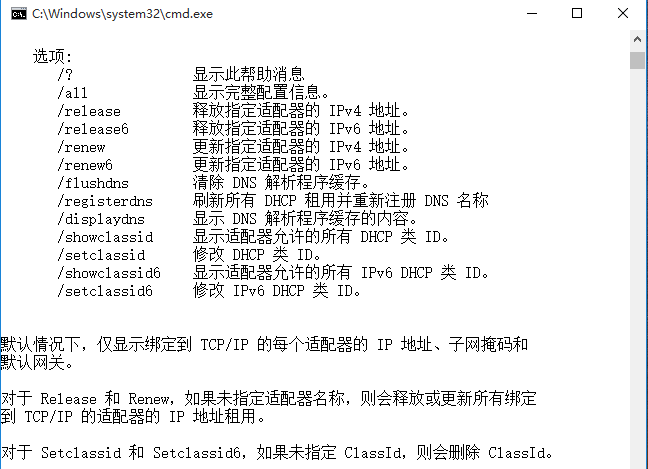 C:\Windows\system32\cmd.exe
选项:
/? 显示此帮助消息
/all 显示完整配置信息。
/release 释放指定适配器的 IPv4 地址。
/release6 释放指定适配器的 IPv6 地址。
/renew 更新指定适配器的 IPv4 地址。
/renew6 更新指定适配器的 IPv6 地址。
/flushdns 清除 DNS 解析程序缓存。
/registerdns 刷新所有 DHCP 租用并重新注册 DNS 名称
/displaydns 显示 DNS 解析程序缓存的内容。
/showclassid 显示适配器允许的所有 DHCP 类 ID。
/setclassid 修改 DHCP 类 ID。
/showclassid6 显示适配器允许的所有 IPv6 DHCP 类 ID。
/setclassid6 修改 IPv6 DHCP 类 ID。
默认情况下，仅显示绑定到 TCP/IP 的每个适配器的 IP 地址、子网掩码和
默认网关。
对于 Release 和 Renew，如果未指定适配器名称，则会释放或更新所有绑定
到 TCP/IP 的适配器的 IP 地址租用。
对于 Setclassid 和 Setclassid6，如果未指定 ClassId，则会删除 ClassId。